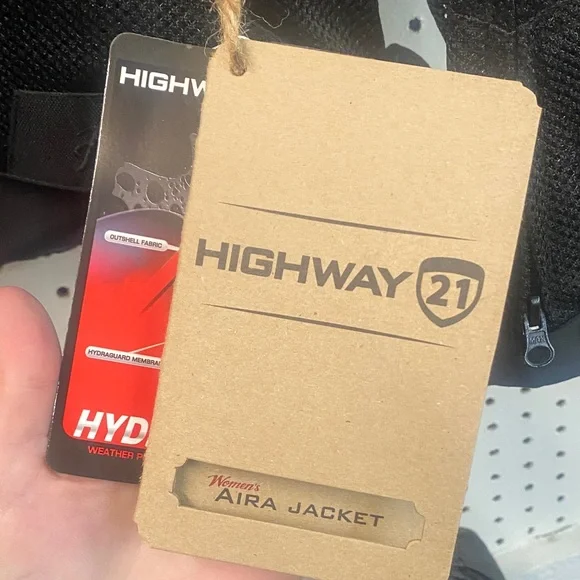 HIGHW
OUTSHELL FABRIC
HYDRAGUARD MEMBRA
HYD
WEATHER P
HIGHWAY 21
Women's
AIRA JACKET